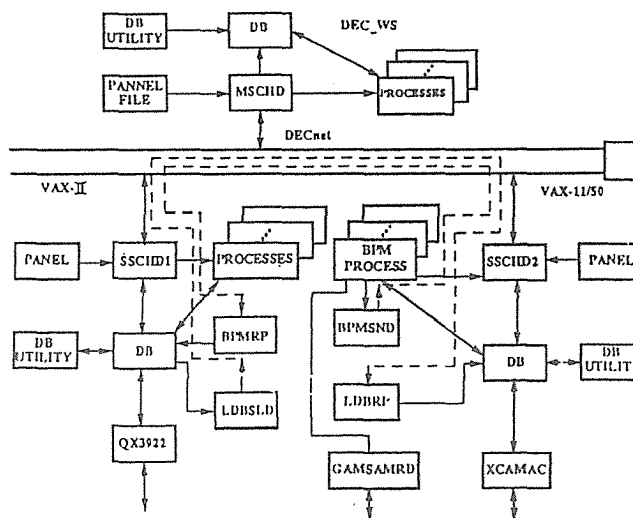 DB
UTILITY
DB
DEC_WS
PANNEL
FILE
MSCHD
PROCESSES
DECnet
VAX-II
VAX-11/50
PANEL
SSCHD1
PROCESSES
BPM
PROCESS
SSCHD2
PANEL
BPMRP
BPMSND
DB
UTILITY
DB
DB
DB
UTILIT
LDBSLD
LDBRP
QX3922
GAMSAMRD
XCAMAC